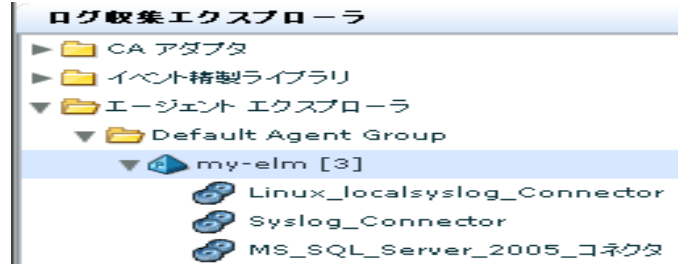 ログ収集エクスプローラ
CA アダプタ
イベント精製ライブラリ
エージェント エクスプローラ
Default Agent Group
my-elm [3]
Linux_localsyslog_Connector
Syslog_Connector
MS_SQL_Server_2005_コネクタ